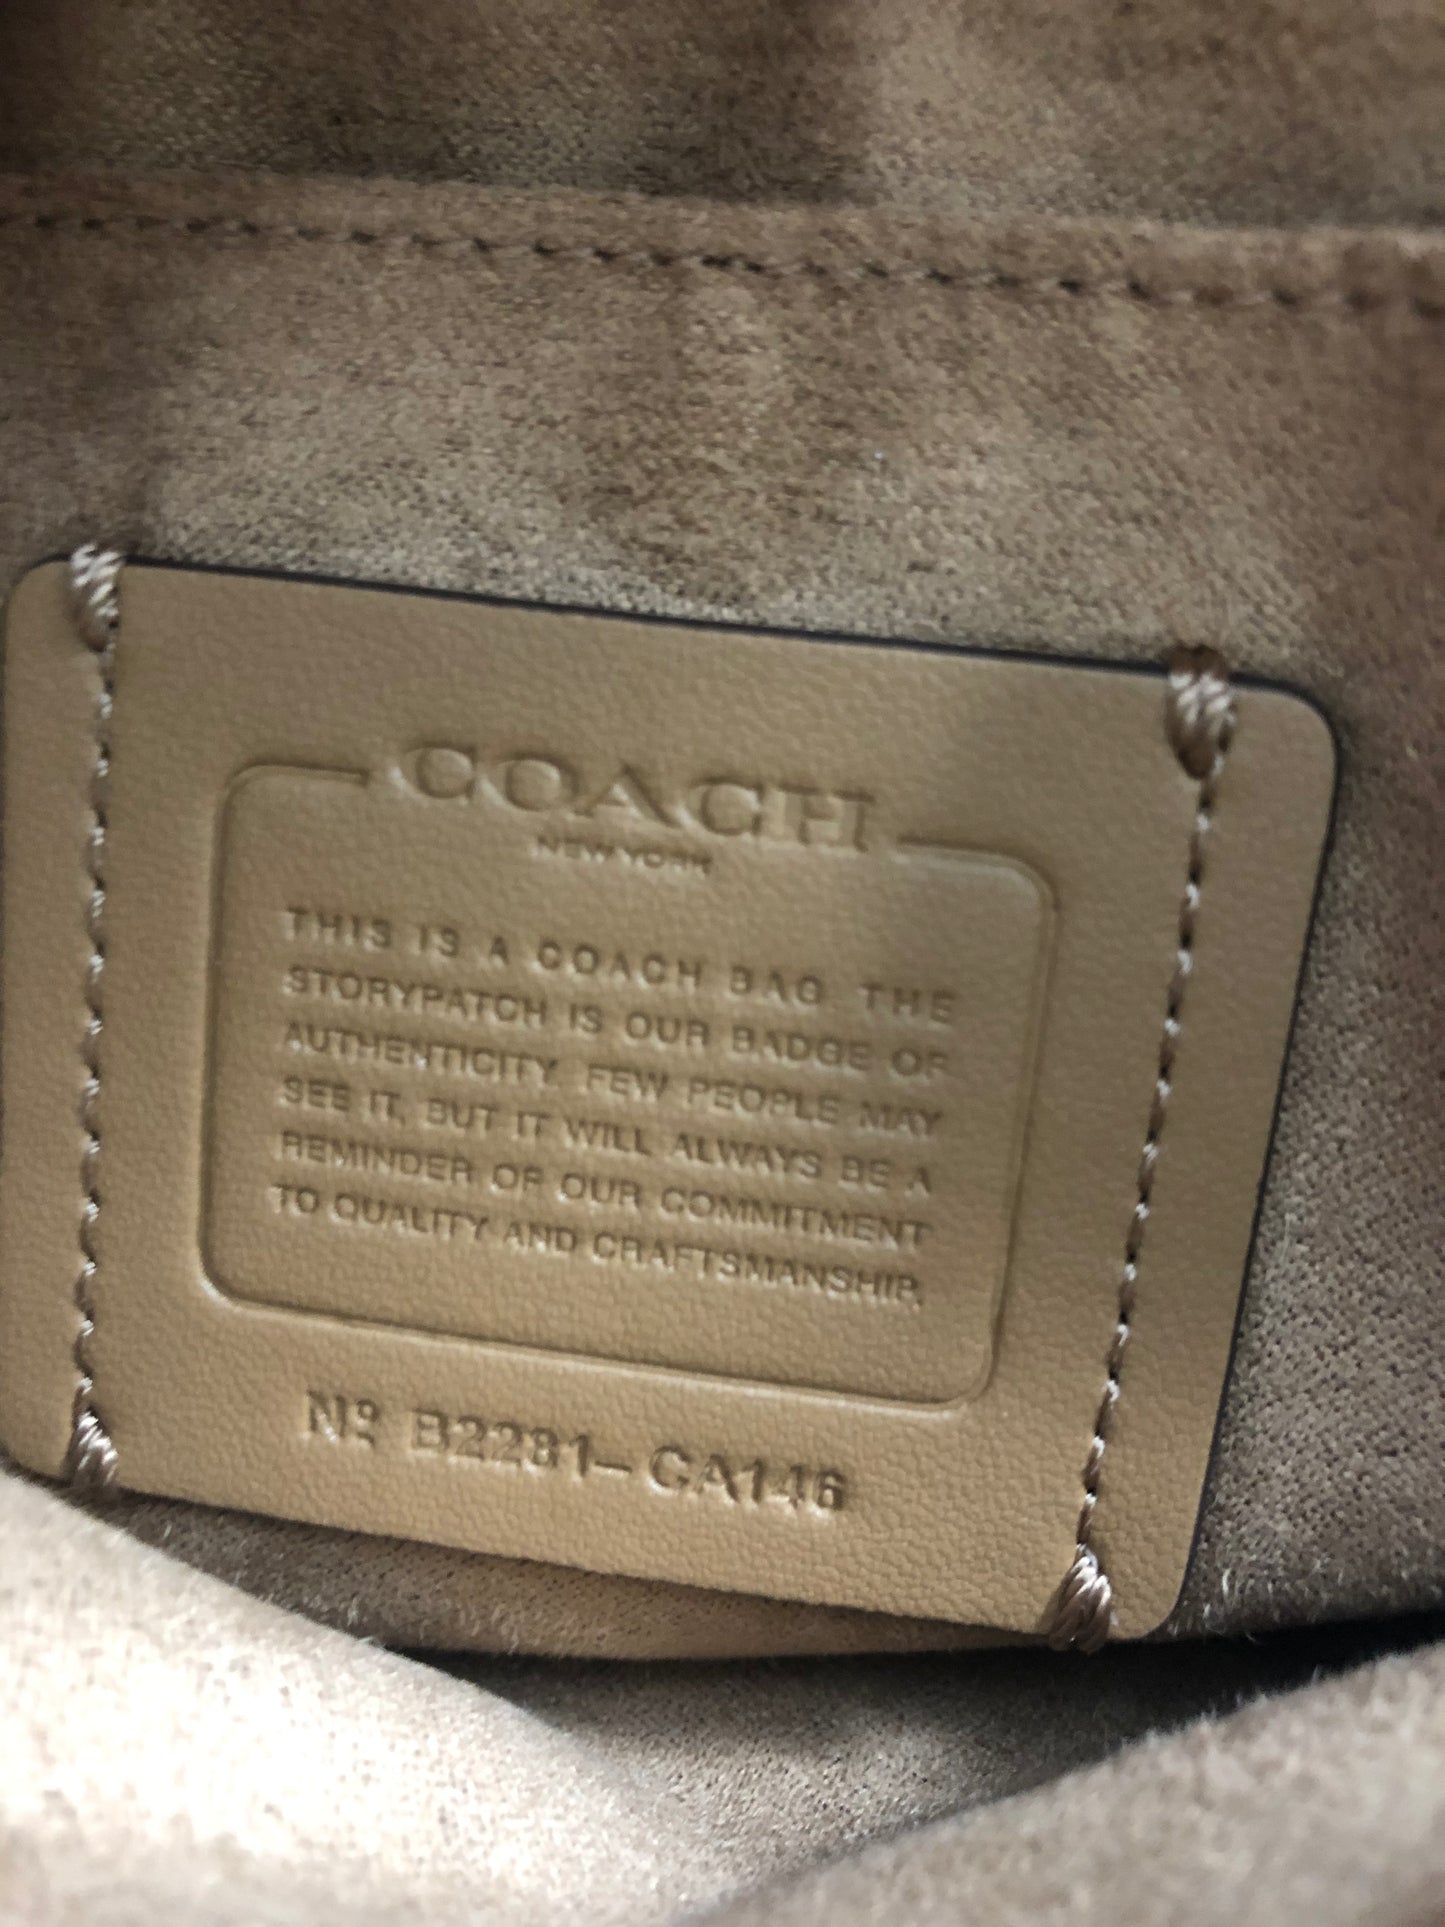 COACH
NEW YORK
THIS IS A COACH BAG. THE
STORYPATCH IS OUR BADGE OF
AUTHENTICITY. FEW PEOPLE MAY
SEE IT, BUT IT WILL ALWAYS BE A
REMINDER OF OUR COMMITMENT
TO QUALITY AND CRAFTSMANSHIP.
Nº B2281-CA146